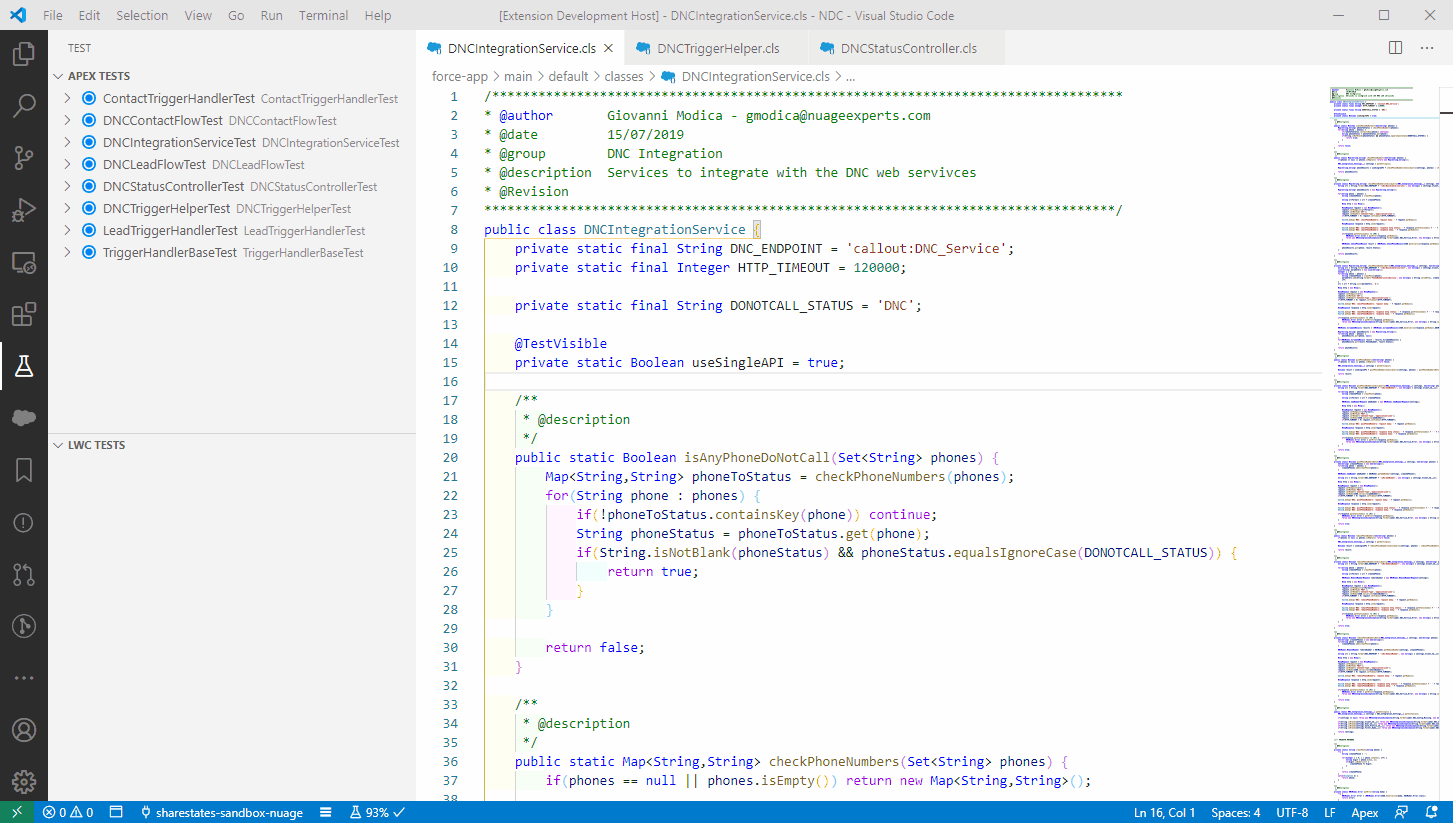 File Edit Selection View Go Run Terminal Help
[Extension Development Host] - DNCIntegrationService.cls - NDC - Visual Studio Code
TEST
APEX TESTS
ContactTriggerHandlerTest ContactTriggerHandlerTest
DNCContactFlowTest DNCContactFlowTest
DNCIntegrationServiceTest DNCIntegrationServiceTest
DNCLeadFlowTest DNCLeadFlowTest
DNCStatusControllerTest DNCStatusControllerTest
DNCTriggerHelperTest DNCTriggerHelperTest
LeadTriggerHandlerTest LeadTriggerHandlerTest
TriggerHandlerBaseTest TriggerHandlerBaseTest
LWC TESTS
DNCIntegrationService.cls DNCTriggerHelper.cls DNCStatusController.cls
force-app > main > default > classes > DNCIntegrationService.cls > ...
1 /**********************************************************************************
2 * @author       Giovanni Modica - gmodica@nuageexperts.com
3 * @date         15/07/2019
4 * @group        DNC Integration
5 * @description  Services to integrate with the DNC web servivces
6 * @Revision
7 **********************************************************************************/
8 public class DNCIntegrationService {
9     private static final String DNC_ENDPOINT = 'callout:DNC_Service';
10     private static final Integer HTTP_TIMEOUT = 120000;
11
12     private static final String DONOTCALL_STATUS = 'DNC';
13
14     @TestVisible
15     private static Boolean useSingleAPI = true;
16
17     /**
18      * @description
19      */
20     public static Boolean isAnyPhoneDoNotCall(Set<String> phones) {
21         Map<String,String> phoneToStatus = checkPhoneNumbers(phones);
22         for(String phone : phones) {
23             if(!phoneToStatus.containsKey(phone)) continue;
24             String phoneStatus = phoneToStatus.get(phone);
25             if(String.isNotBlank(phoneStatus) && phoneStatus.equalsIgnoreCase(DONOTCALL_STATUS)) {
26                 return true;
27             }
28         }
29
30         return false;
31     }
32
33     /**
34      * @description
35      */
36     public static Map<String,String> checkPhoneNumbers(Set<String> phones) {
37         if(phones == null || phones.isEmpty()) return new Map<String,String>();
38
0 0 sharestates-sandbox-nuage 93% Ln 16, Col 1 Spaces: 4 UTF-8 LF Apex